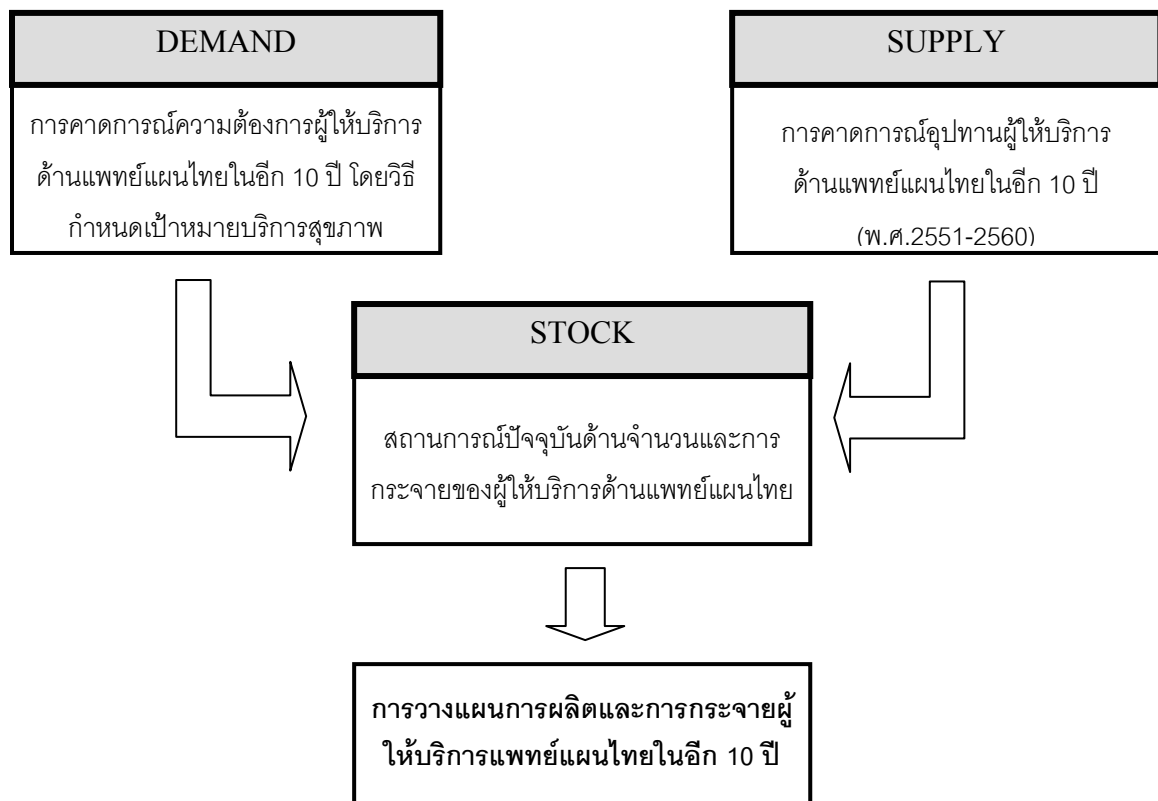 DEMAND
การคาดการณ์ความต้องการผู้ให้บริการ
ด้านแพทย์แผนไทยในอีก 10 ปี โดยวิธี
กำหนดเป้าหมายบริการสุขภาพ
SUPPLY
การคาดการณ์อุปทานผู้ให้บริการ
ด้านแพทย์แผนไทยในอีก 10 ปี
(พ.ศ.2551-2560)
STOCK
สถานการณ์ปัจจุบันด้านจำนวนและการ
กระจายของผู้ให้บริการด้านแพทย์แผนไทย
การวางแผนการผลิตและการกระจายผู้
ให้บริการแพทย์แผนไทยในอีก 10 ปี